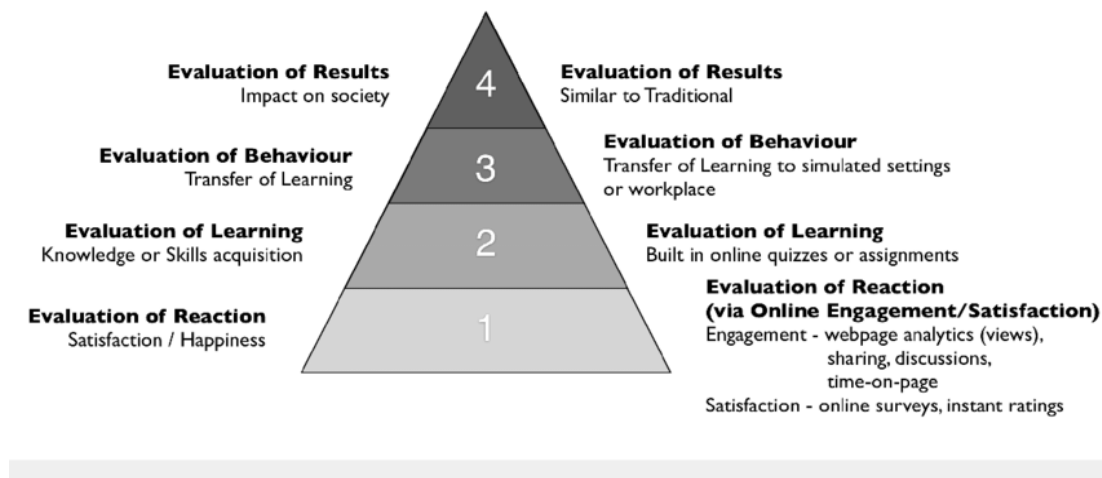 Evaluation of Results
Impact on society
4
Evaluation of Results
Similar to Traditional
Evaluation of Behaviour
Transfer of Learning
3
Evaluation of Behaviour
Transfer of Learning to simulated settings
or workplace
Evaluation of Learning
Knowledge or Skills acquisition
2
Evaluation of Learning
Built in online quizzes or assignments
Evaluation of Reaction
Satisfaction / Happiness
1
Evaluation of Reaction
(via Online Engagement/Satisfaction)
Engagement - webpage analytics (views),
sharing, discussions,
time-on-page
Satisfaction - online surveys, instant ratings